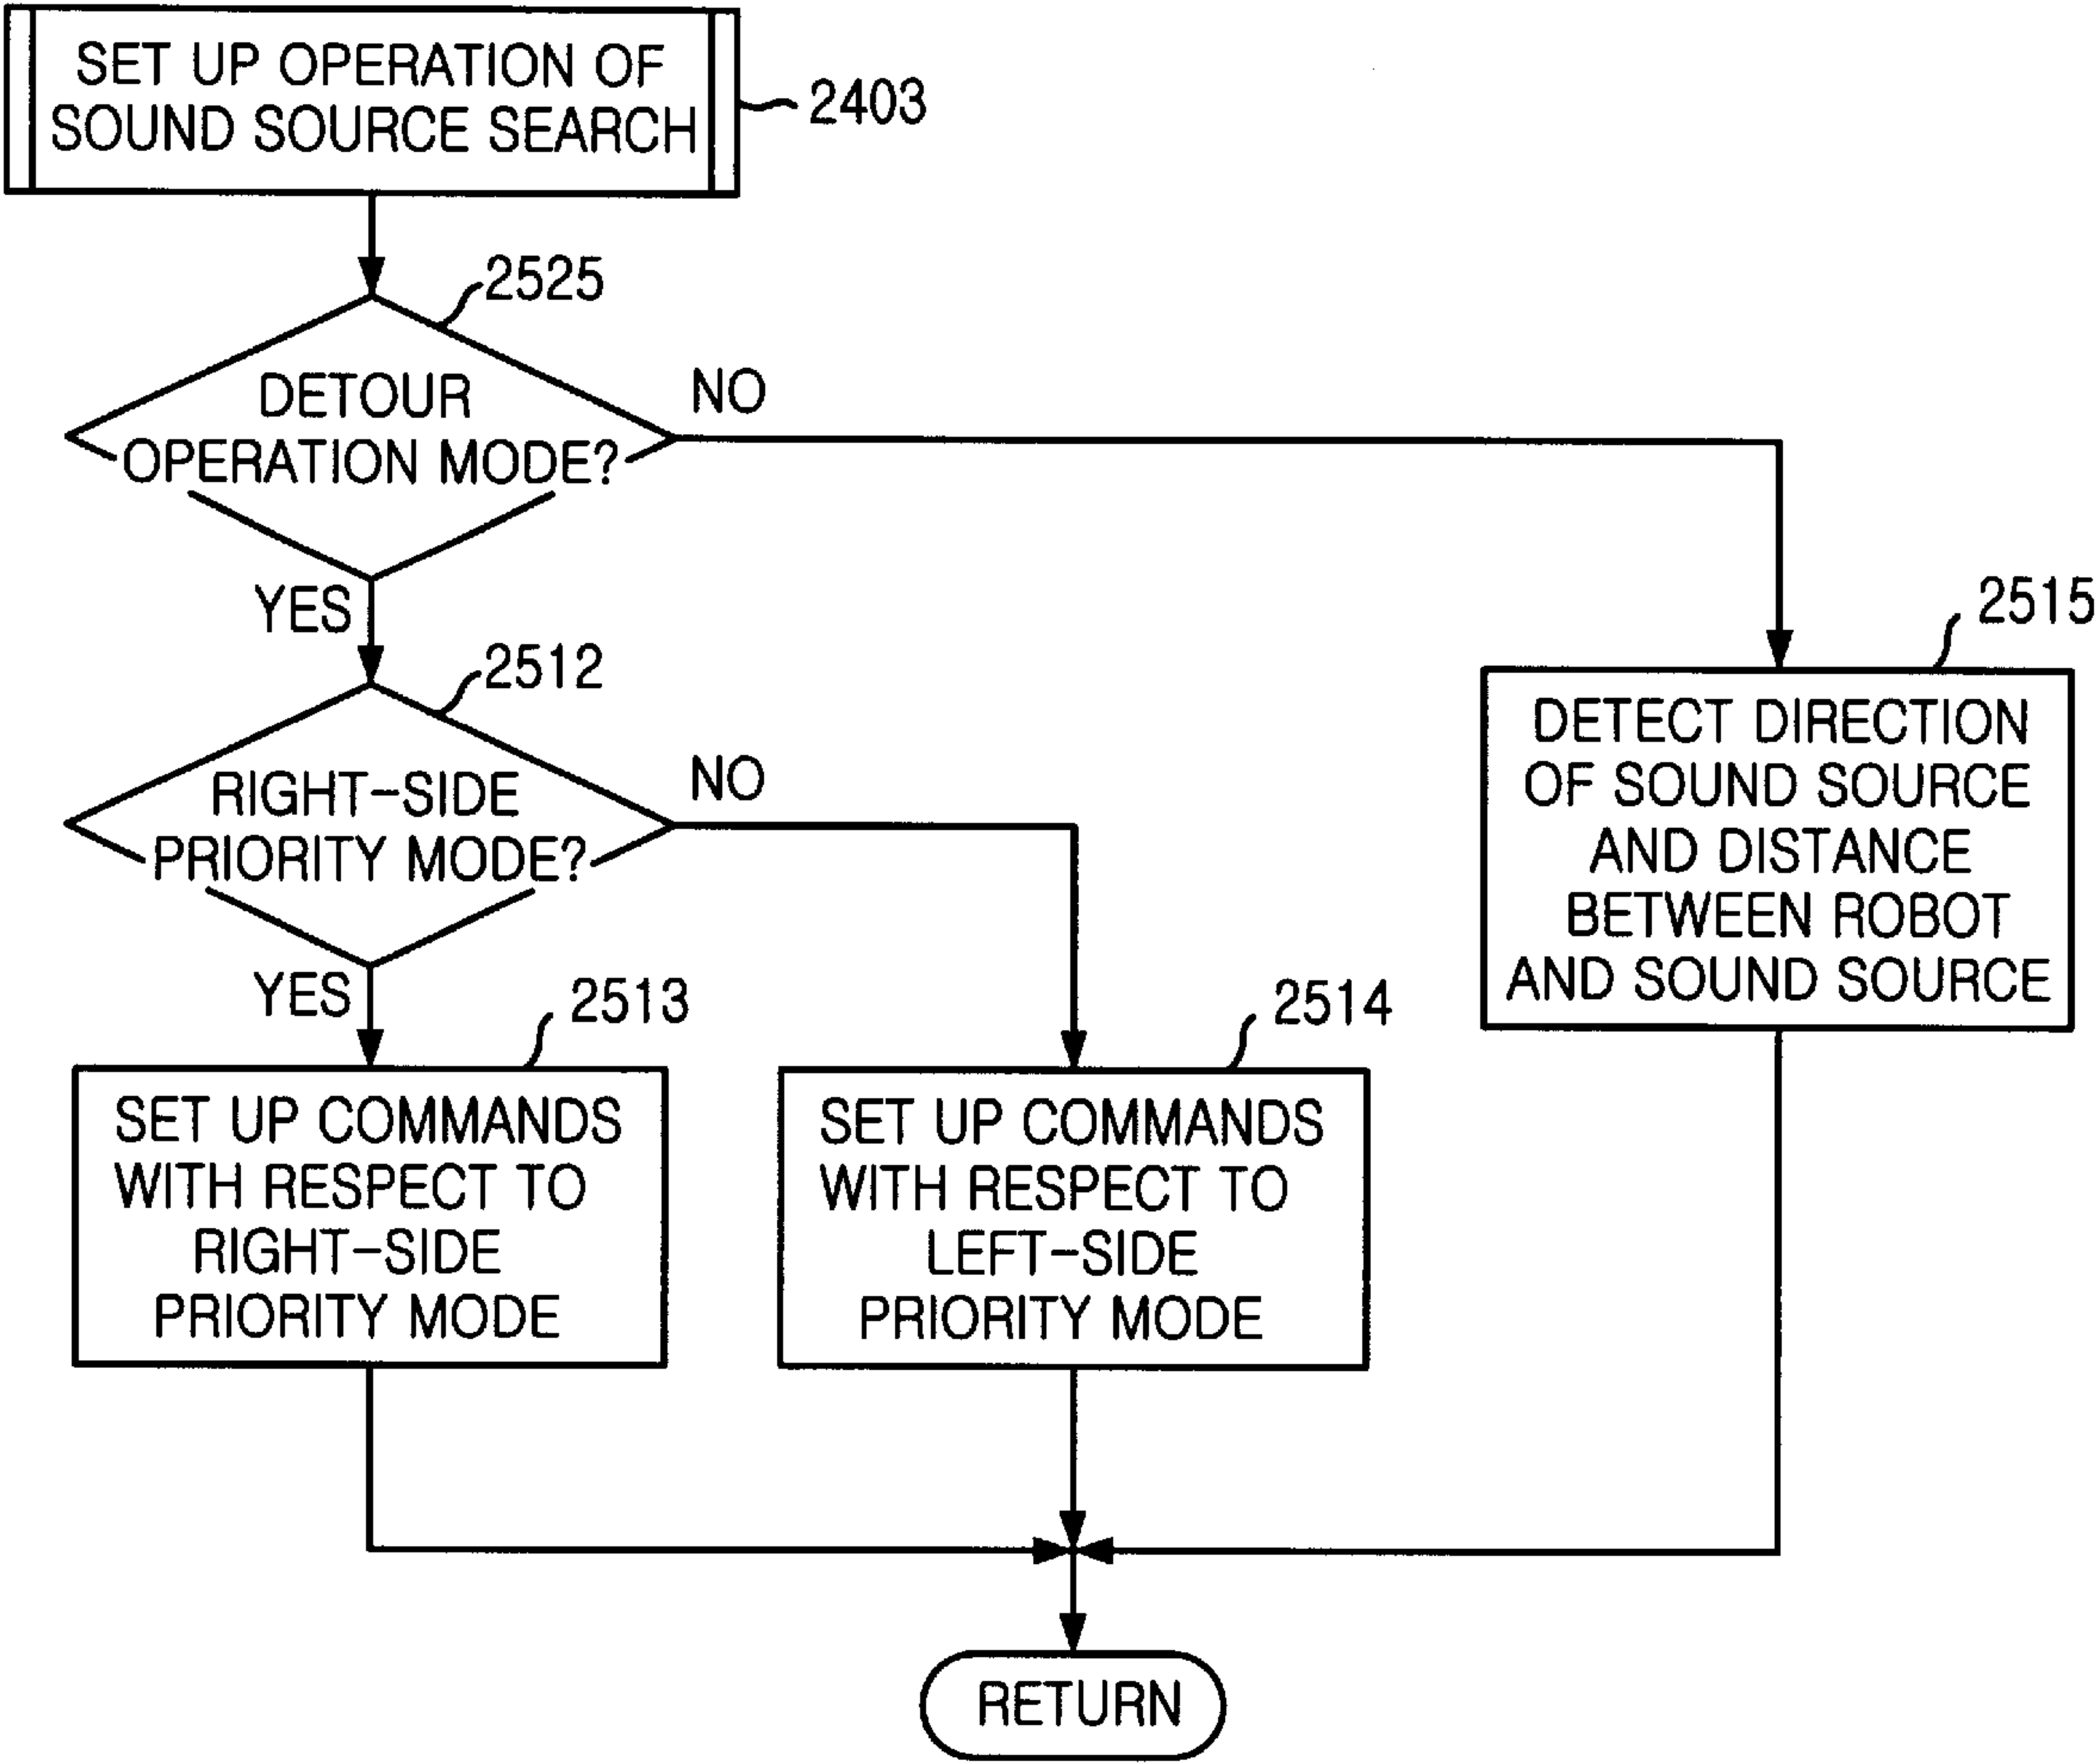 SET UP OPERATION OF
SOUND SOURCE SEARCH
2403
2525
DETOUR
OPERATION MODE?
NO
YES
2512
RIGHT-SIDE
PRIORITY MODE?
NO
YES
2515
DETECT DIRECTION
OF SOUND SOURCE
AND DISTANCE
BETWEEN ROBOT
AND SOUND SOURCE
2513
SET UP COMMANDS
WITH RESPECT TO
RIGHT-SIDE
PRIORITY MODE
2514
SET UP COMMANDS
WITH RESPECT TO
LEFT-SIDE
PRIORITY MODE
RETURN